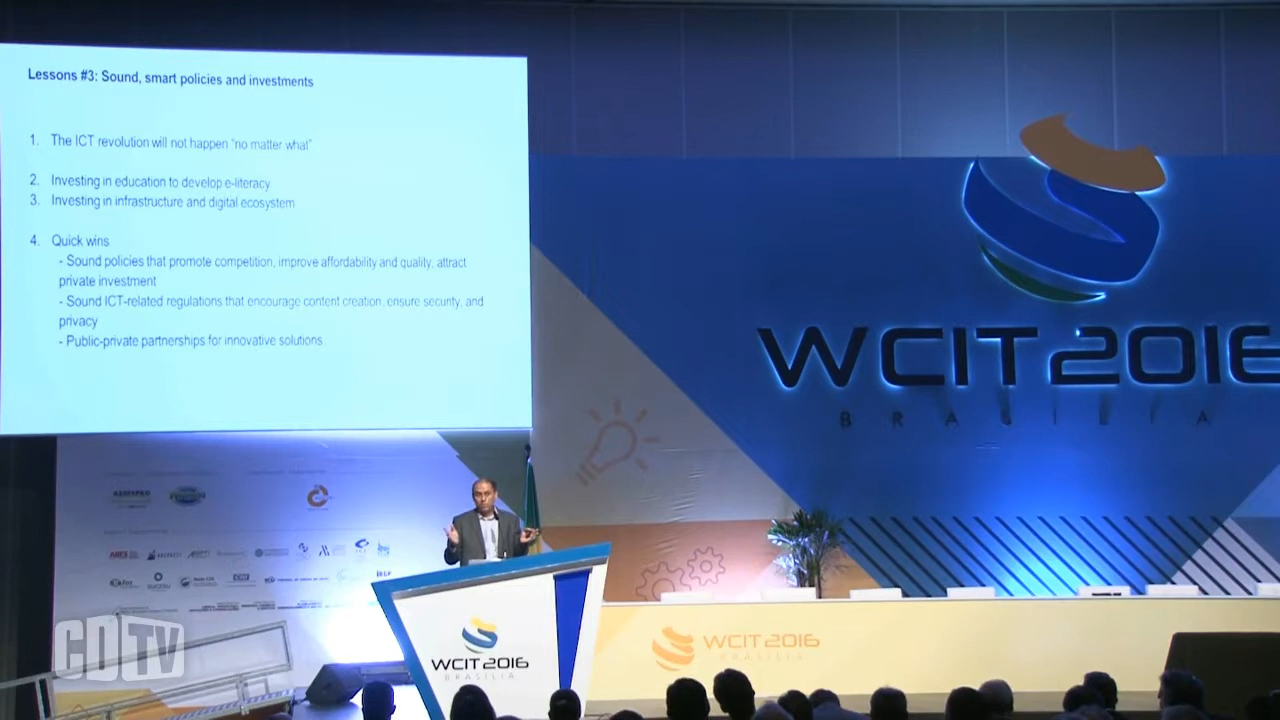 Lessons #3: Sound, smart policies and investments
1. The ICT revolution will not happen “no matter what”
2. Investing in education to develop e-literacy
3. Investing in infrastructure and digital ecosystem
4. Quick wins
- Sound policies that promote competition, improve affordability and quality, attract
private investment
- Sound ICT-related regulations that encourage content creation, ensure security, and
privacy
- Public-private partnerships for innovative solutions
WCIT 2016
BRASÍLIA
WCIT 2016
BRASÍLIA
WCIT 2016
BRASÍLIA
CDTV